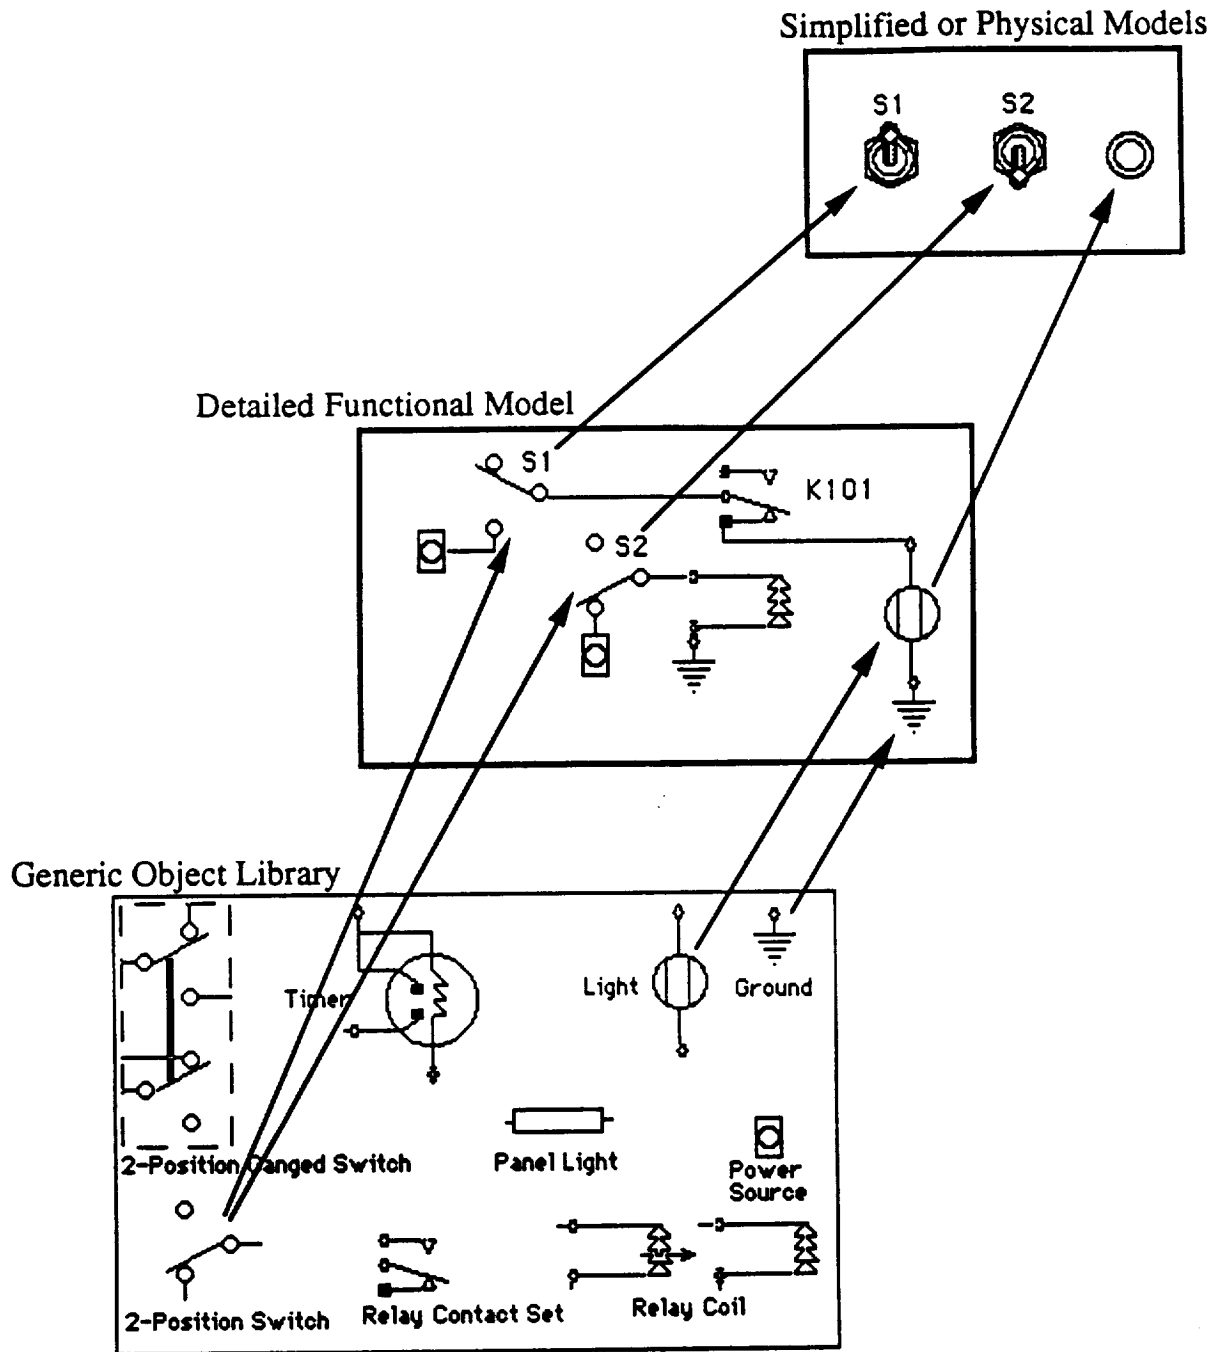 Simplified or Physical Models
S1
S2
Detailed Functional Model
S1
K101
S2
Generic Object Library
Timer
Light
Ground
2-Position Ganged Switch
Panel Light
Power
Source
2-Position Switch
Relay Contact Set
Relay Coil